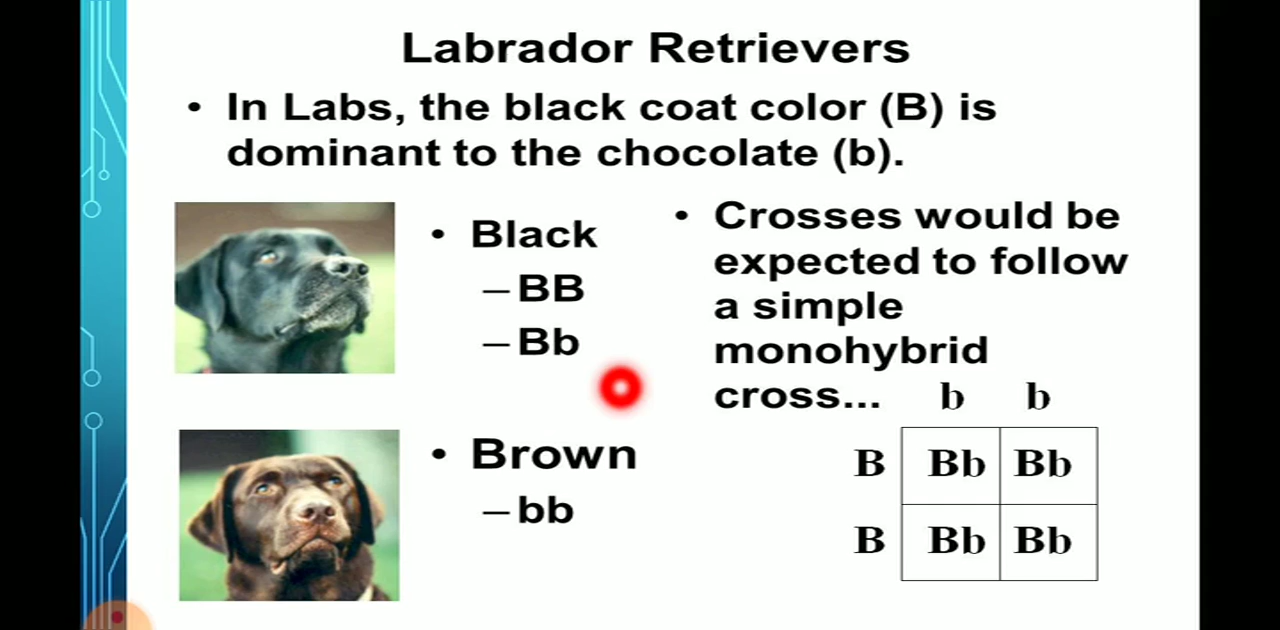 Labrador Retrievers
• In Labs, the black coat color (B) is
dominant to the chocolate (b).
• Black
– BB
– Bb
• Brown
– bb
• Crosses would be
expected to follow
a simple
monohybrid
cross...
b b
B Bb Bb
B Bb Bb